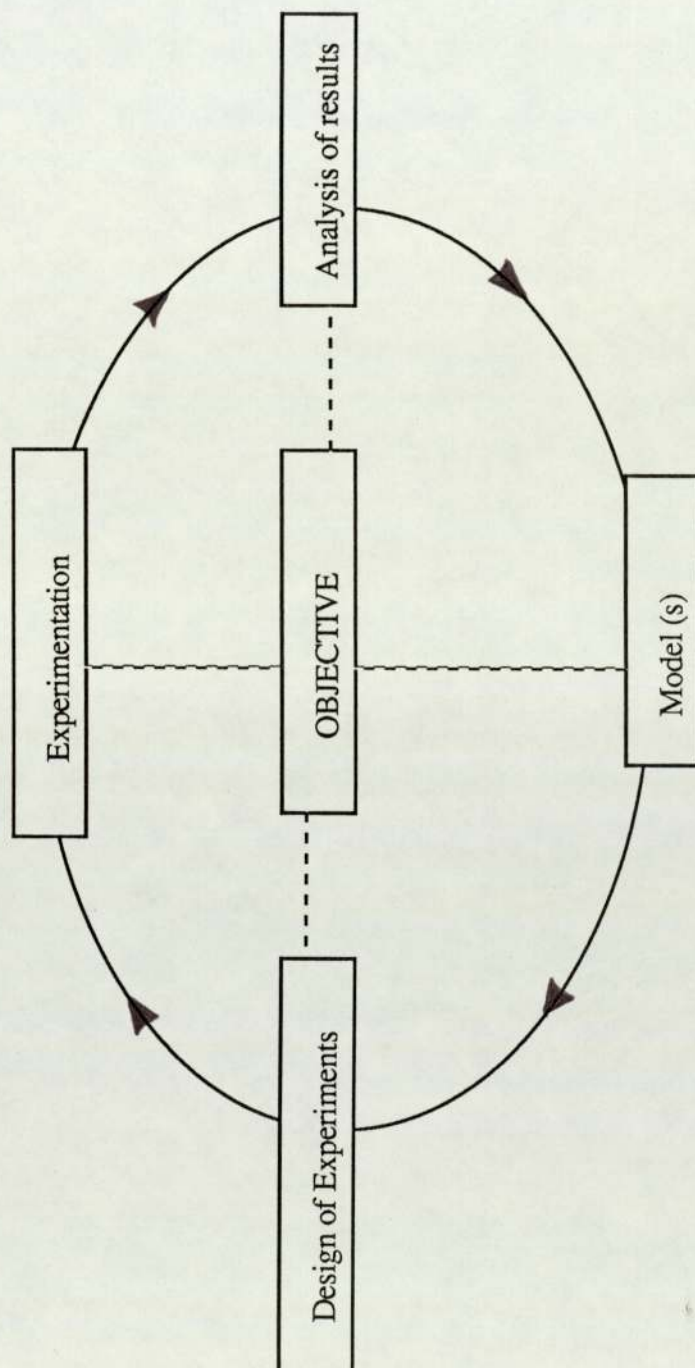 Experimentation
Design of Experiments
OBJECTIVE
Analysis of results
Model (s)